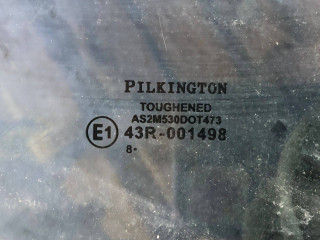 PILKINGTON
TOUGHENED
AS2M530DOT473
E1 43R-001498
8•